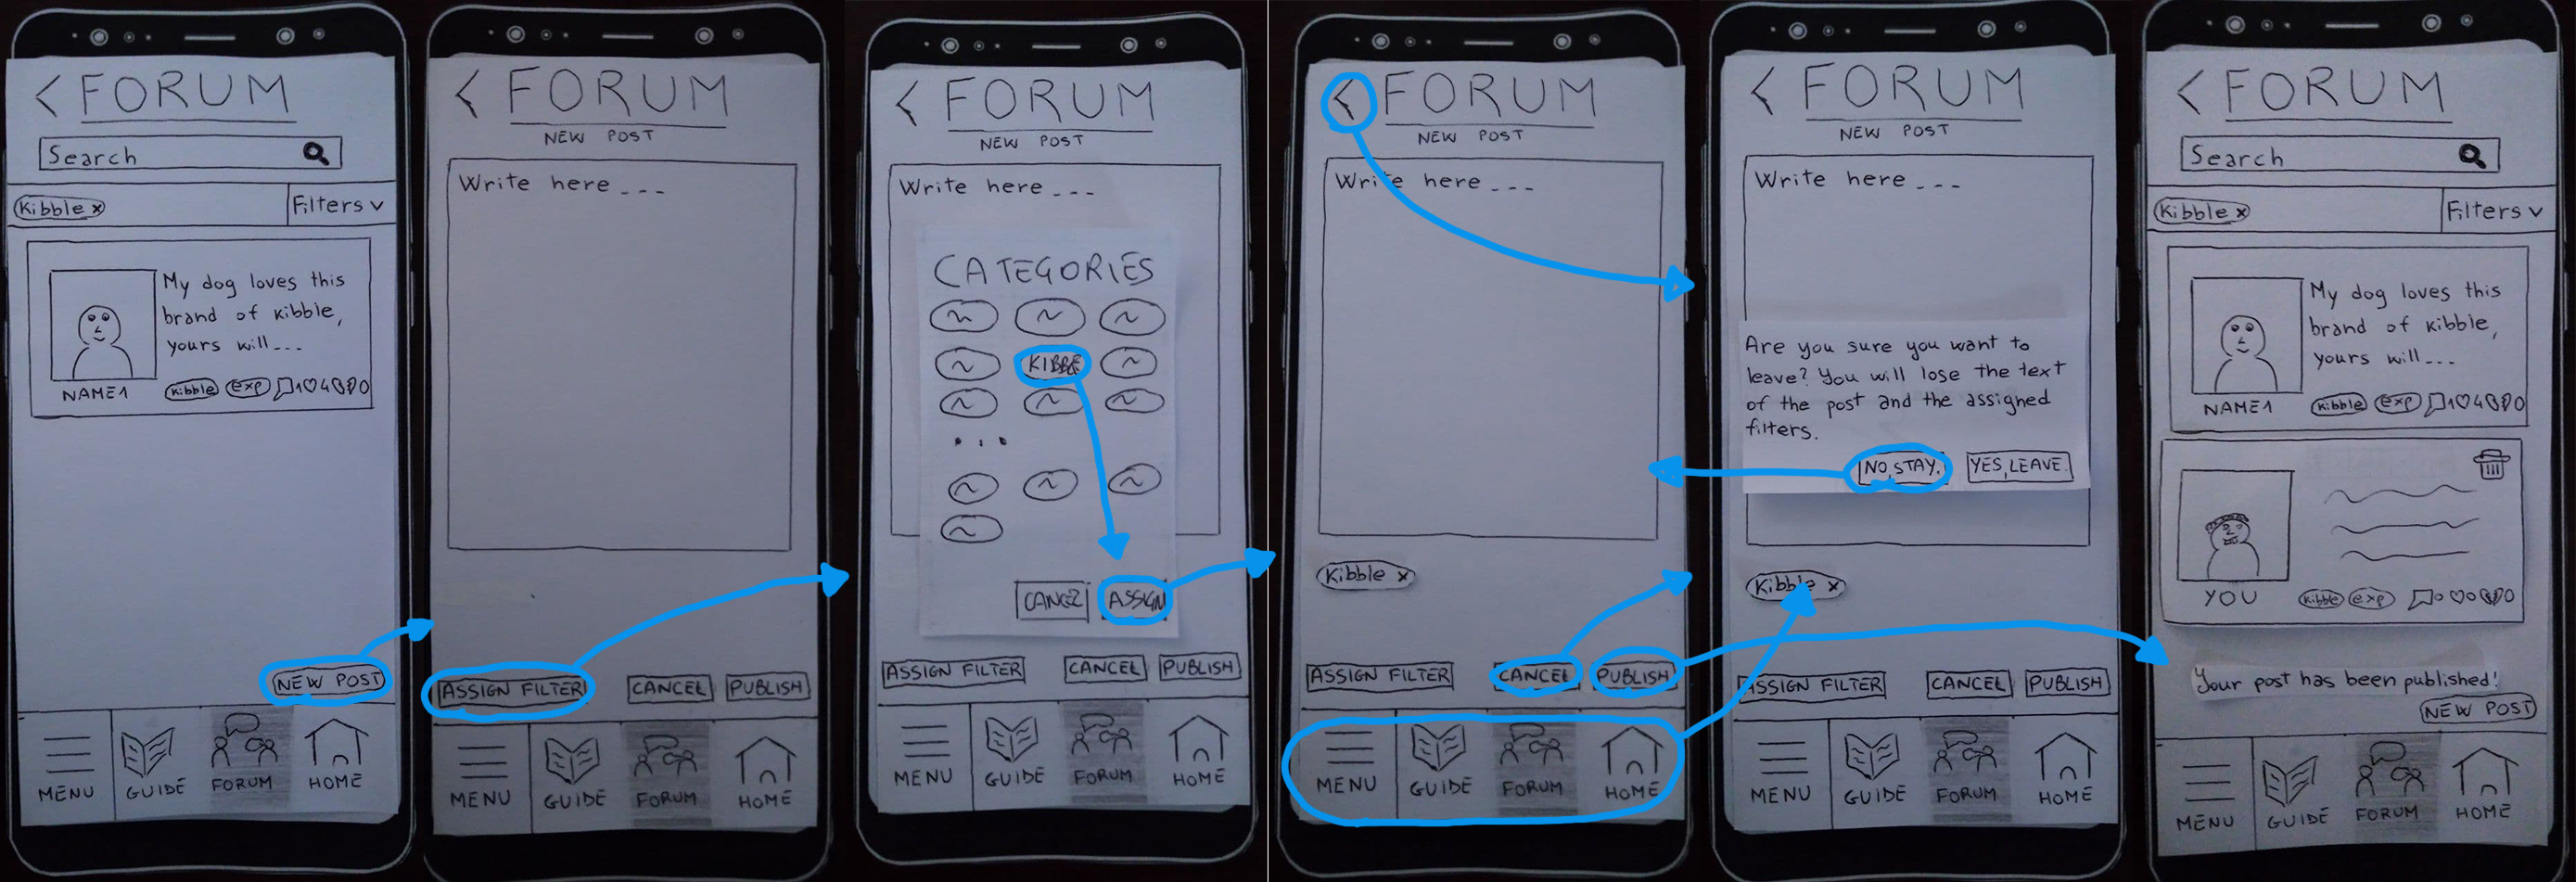 < FORUM
Search
Kibble x
Filters v
My dog loves this
brand of kibble,
yours will---
NAME1
kibble exp 1 4 0
NEW POST
MENU GUIDE FORUM HOME
< FORUM
NEW POST
Write here ---
ASSIGN FILTER CANCEL PUBLISH
MENU GUIDE FORUM HOME
< FORUM
NEW POST
Write here ---
CATEGORIES
KIBBLE
...
CANCEL ASSIGN
ASSIGN FILTER CANCEL PUBLISH
MENU GUIDE FORUM HOME
< FORUM
NEW POST
Write here ---
Kibble x
ASSIGN FILTER CANCEL PUBLISH
MENU GUIDE FORUM HOME
< FORUM
NEW POST
Write here ---
Are you sure you want to
leave? You will lose the text
of the post and the assigned
filters.
NO, STAY. YES, LEAVE.
Kibble x
ASSIGN FILTER CANCEL PUBLISH
MENU GUIDE FORUM HOME
< FORUM
Search
Kibble x
Filters v
My dog loves this
brand of kibble,
yours will---
NAME1
kibble exp 1 4 0
YOU
kibble exp 0 0 0
Your post has been published!
NEW POST
MENU GUIDE FORUM HOME